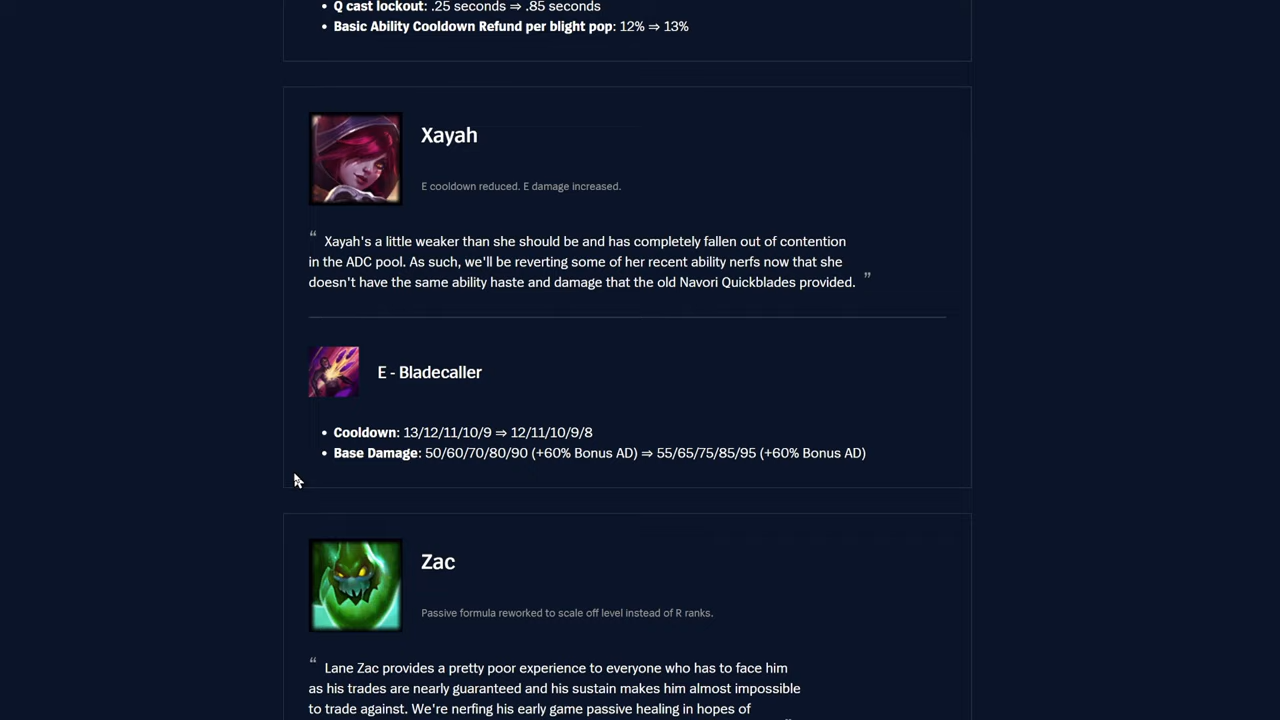 Q cast lockout: .25 seconds ⇒ .85 seconds
Basic Ability Cooldown Refund per blight pop: 12% ⇒ 13%
Xayah
E cooldown reduced. E damage increased.
“ Xayah's a little weaker than she should be and has completely fallen out of contention
in the ADC pool. As such, we'll be reverting some of her recent ability nerfs now that she
doesn't have the same ability haste and damage that the old Navori Quickblades provided. ”
E - Bladecaller
Cooldown: 13/12/11/10/9 ⇒ 12/11/10/9/8
Base Damage: 50/60/70/80/90 (+60% Bonus AD) ⇒ 55/65/75/85/95 (+60% Bonus AD)
Zac
Passive formula reworked to scale off level instead of R ranks.
“ Lane Zac provides a pretty poor experience to everyone who has to face him
as his trades are nearly guaranteed and his sustain makes him almost impossible
to trade against. We're nerfing his early game passive healing in hopes of